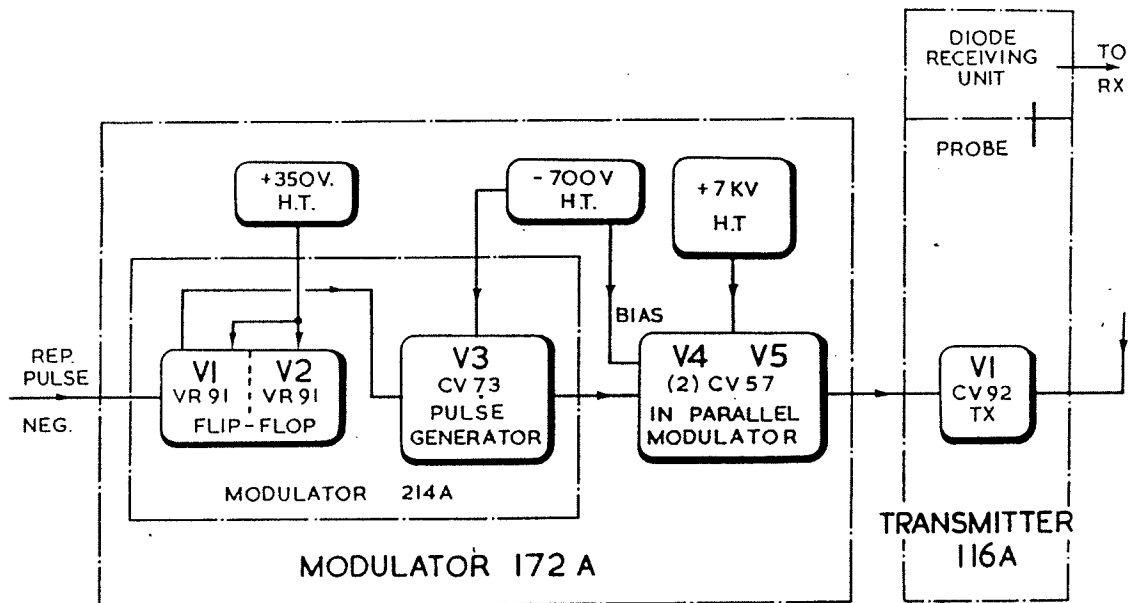 DIODE
RECEIVING
UNIT
TO
RX
PROBE
+350V.
H.T.
-700V
H.T.
+7KV
H.T
BIAS
REP.
PULSE
NEG.
V1 V2
VR91 VR91
FLIP-FLOP
V3
CV73
PULSE
GENERATOR
V4 V5
(2) CV57
IN PARALLEL
MODULATOR
V1
CV92
TX
MODULATOR 214A
MODULATOR 172A
TRANSMITTER
116A